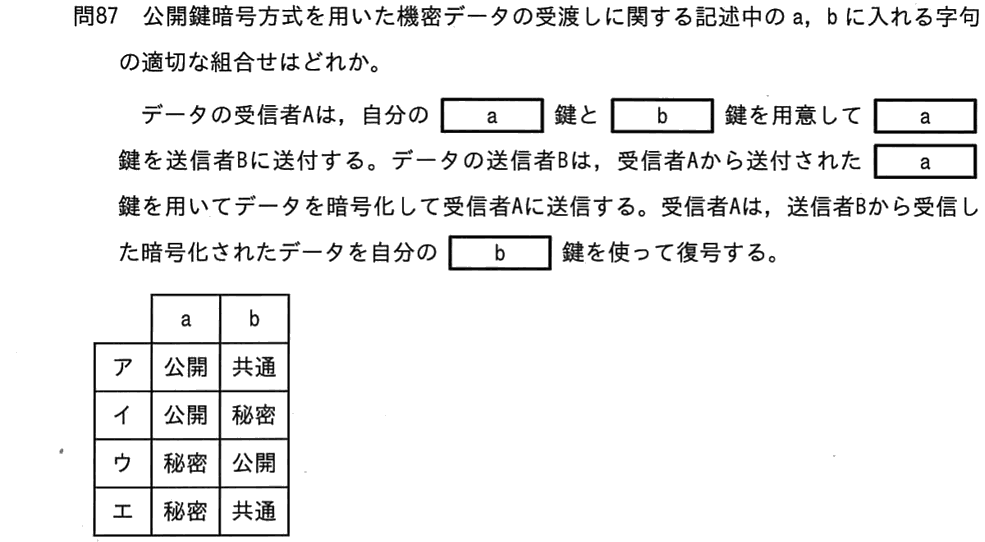 問87 公開鍵暗号方式を用いた機密データの受渡しに関する記述中の a，b に入れる字句
の適切な組合せはどれか。
データの受信者Aは，自分の a 鍵と b 鍵を用意して a
鍵を送信者Bに送付する。データの送信者Bは，受信者Aから送付された a
鍵を用いてデータを暗号化して受信者Aに送信する。受信者Aは，送信者Bから受信し
た暗号化されたデータを自分の b 鍵を使って復号する。
a b
ア 公開 共通
イ 公開 秘密
ウ 秘密 公開
エ 秘密 共通